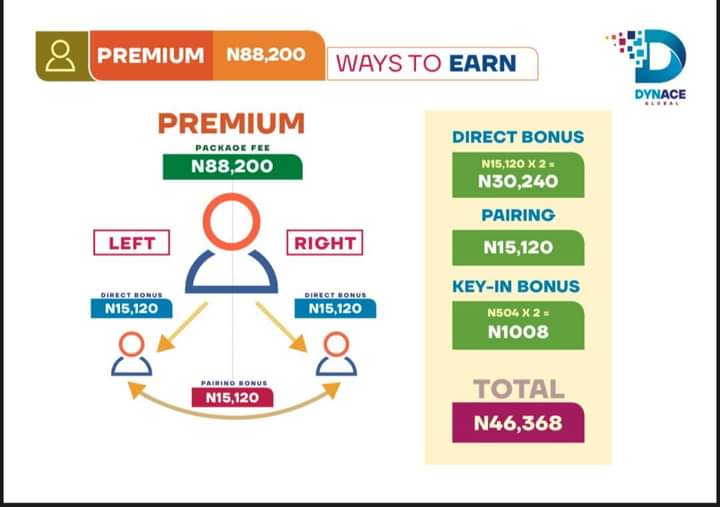 PREMIUM
N88,200
WAYS TO EARN
DYNACE
GLOBAL
PREMIUM
PACKAGE FEE
N88,200
LEFT
RIGHT
DIRECT BONUS
N15,120
DIRECT BONUS
N15,120
PAIRING BONUS
N15,120
DIRECT BONUS
N15,120 X 2 =
N30,240
PAIRING
N15,120
KEY-IN BONUS
N504 X 2 =
N1008
TOTAL
N46,368